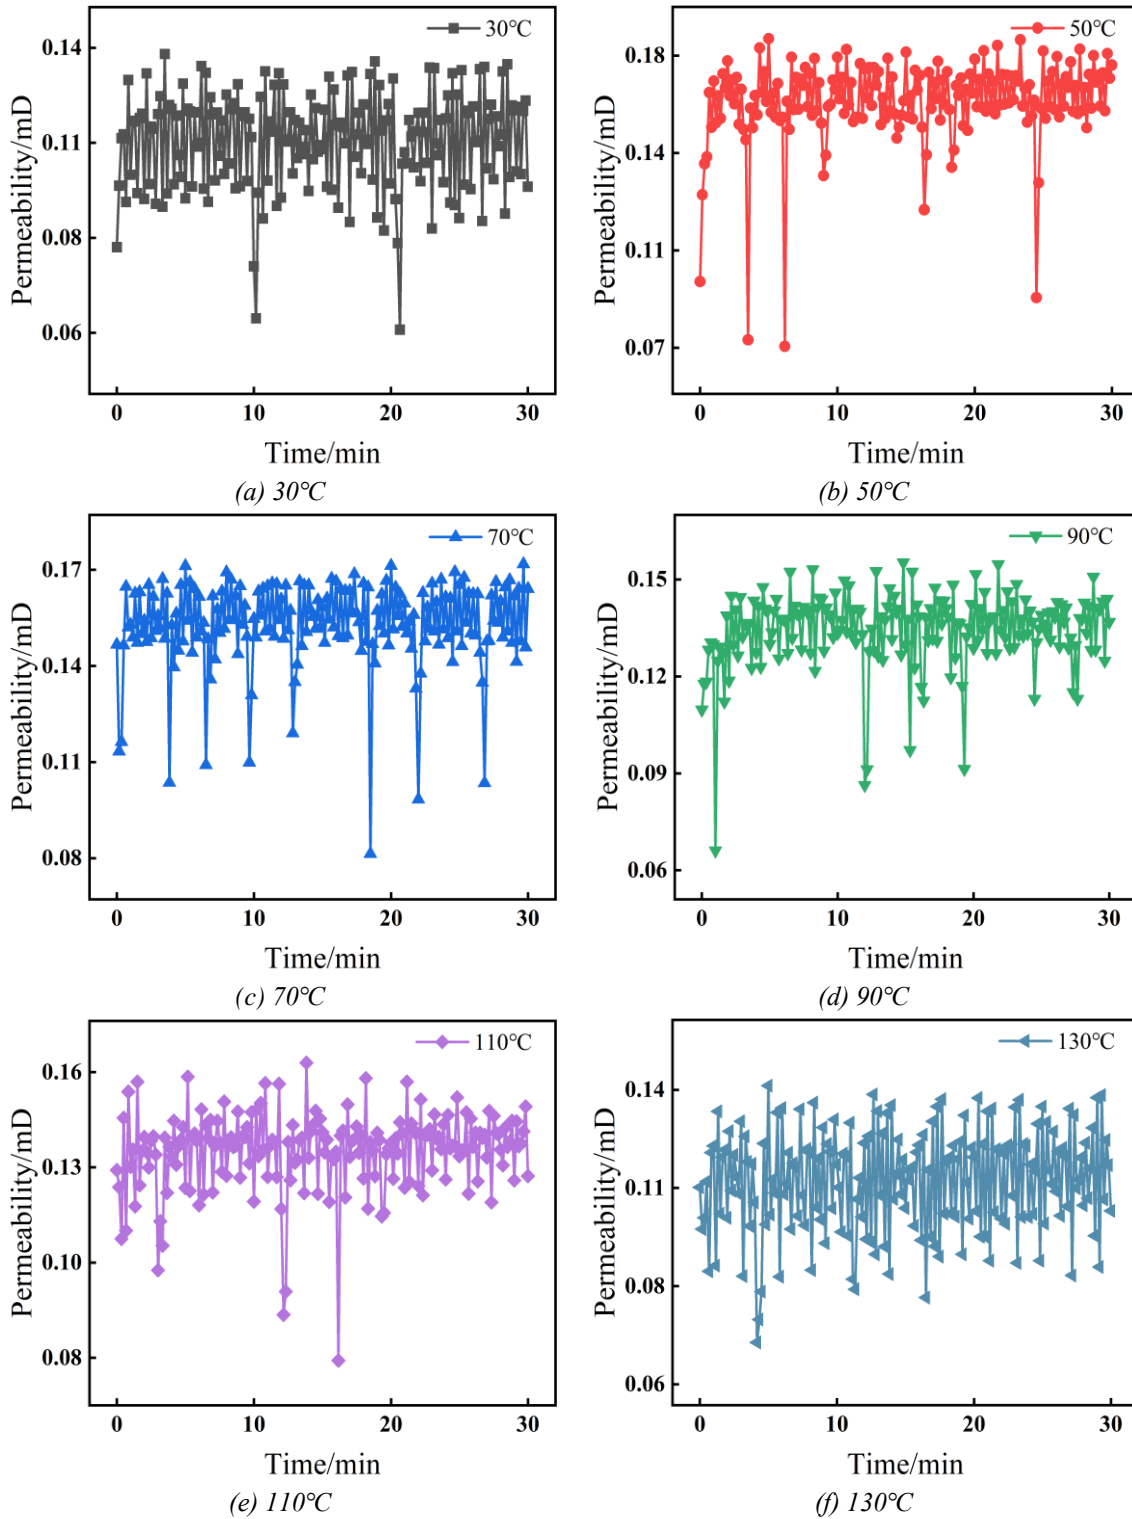 30℃
0.14
0.11
0.08
0.06
Permeability/mD
0 10 20 30
Time/min
(a) 30℃
50℃
0.18
0.14
0.11
0.07
Permeability/mD
0 10 20 30
Time/min
(b) 50℃
70℃
0.17
0.14
0.11
0.08
Permeability/mD
0 10 20 30
Time/min
(c) 70℃
90℃
0.15
0.12
0.09
0.06
Permeability/mD
0 10 20 30
Time/min
(d) 90℃
110℃
0.16
0.13
0.10
0.08
Permeability/mD
0 10 20 30
Time/min
(e) 110℃
130℃
0.14
0.11
0.08
0.06
Permeability/mD
0 10 20 30
Time/min
(f) 130℃